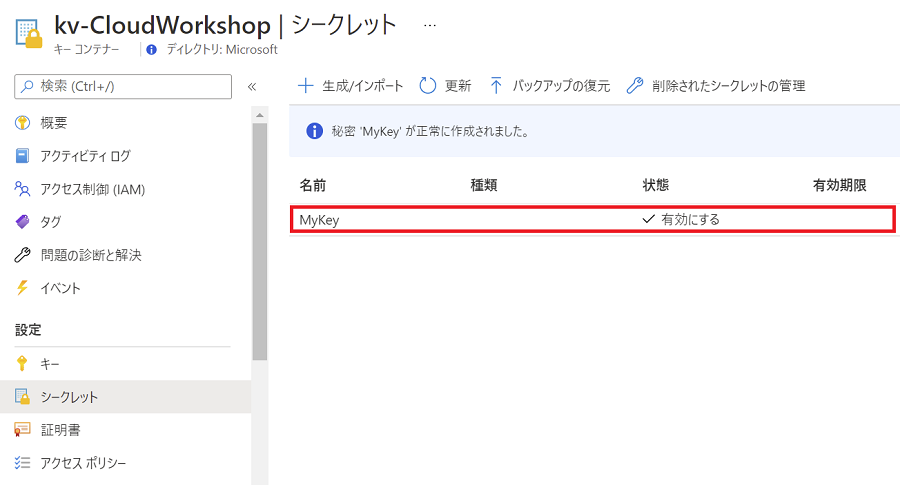 kv-CloudWorkshop | シークレット …
キー コンテナー ディレクトリ: Microsoft
検索 (Ctrl+/) «
生成/インポート 更新 バックアップの復元 削除されたシークレットの管理
概要
アクティビティ ログ
アクセス制御 (IAM)
タグ
問題の診断と解決
イベント
設定
キー
シークレット
証明書
アクセス ポリシー
秘密 'MyKey' が正常に作成されました。
名前 種類 状態 有効期限
MyKey ✓ 有効にする